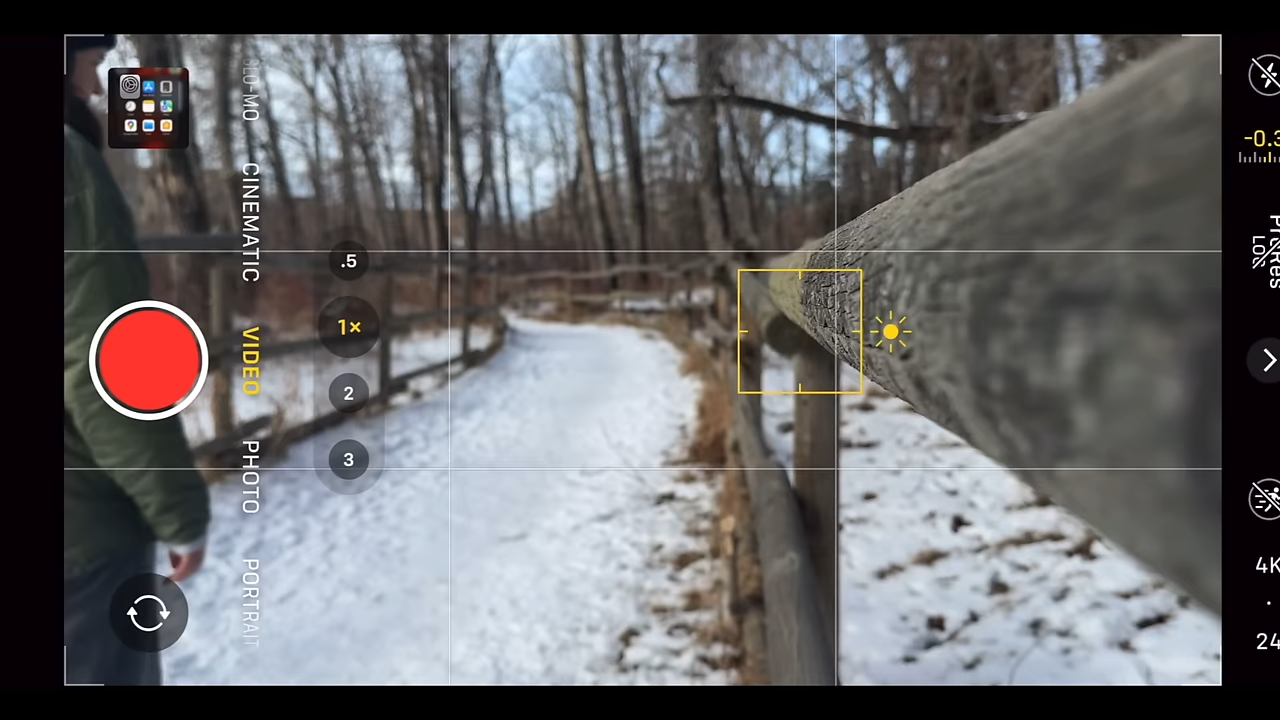 SLO-MO
CINEMATIC
VIDEO
PHOTO
PORTRAIT
.5
1×
2
3
-0.3
ProRes
LOG
4K
·
24